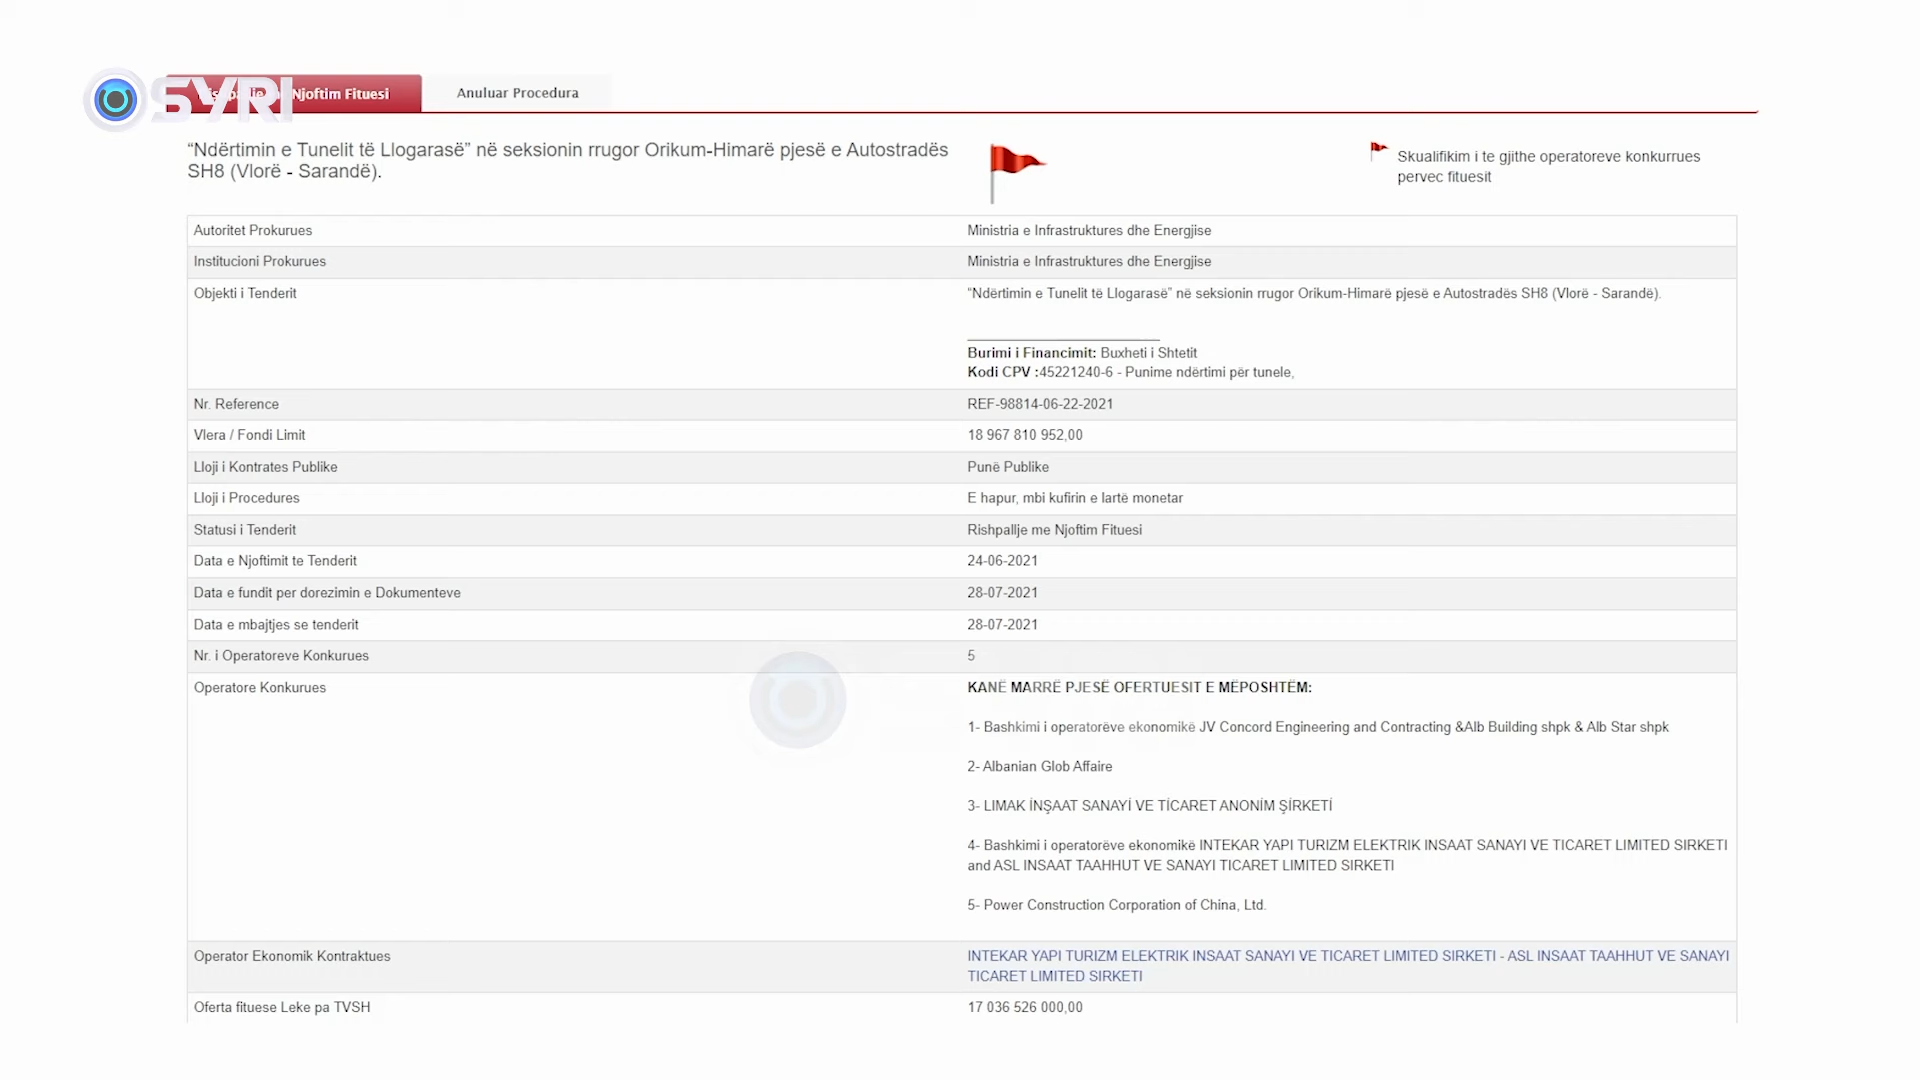 SYRI
Njoftim Fituesi
Anuluar Procedura
“Ndërtimin e Tunelit të Llogarasë” në seksionin rrugor Orikum-Himarë pjesë e Autostradës
SH8 (Vlorë - Sarandë).
Skualifikim i te gjithe operatoreve konkurrues
pervec fituesit
Autoritet Prokurues
Ministria e Infrastruktures dhe Energjise
Institucioni Prokurues
Ministria e Infrastruktures dhe Energjise
Objekti i Tenderit
“Ndërtimin e Tunelit të Llogarasë” në seksionin rrugor Orikum-Himarë pjesë e Autostradës SH8 (Vlorë - Sarandë).
Burimi i Financimit: Buxheti i Shtetit
Kodi CPV :45221240-6 - Punime ndërtimi për tunele,
Nr. Reference
REF-98814-06-22-2021
Vlera / Fondi Limit
18 967 810 952,00
Lloji i Kontrates Publike
Punë Publike
Lloji i Procedures
E hapur, mbi kufirin e lartë monetar
Statusi i Tenderit
Rishpallje me Njoftim Fituesi
Data e Njoftimit te Tenderit
24-06-2021
Data e fundit per dorezimin e Dokumenteve
28-07-2021
Data e mbajtjes se tenderit
28-07-2021
Nr. i Operatoreve Konkurues
5
Operatore Konkurues
KANË MARRË PJESË OFERTUESIT E MËPOSHTËM:
1- Bashkimi i operatorëve ekonomikë JV Concord Engineering and Contracting &Alb Building shpk & Alb Star shpk
2- Albanian Glob Affaire
3- LIMAK İNŞAAT SANAYİ VE TİCARET ANONİM ŞİRKETİ
4- Bashkimi i operatorëve ekonomikë INTEKAR YAPI TURIZM ELEKTRIK INSAAT SANAYI VE TICARET LIMITED SIRKETI
and ASL INSAAT TAAHHUT VE SANAYI TICARET LIMITED SIRKETI
5- Power Construction Corporation of China, Ltd.
Operator Ekonomik Kontraktues
INTEKAR YAPI TURIZM ELEKTRIK INSAAT SANAYI VE TICARET LIMITED SIRKETI - ASL INSAAT TAAHHUT VE SANAYI
TICARET LIMITED SIRKETI
Oferta fituese Leke pa TVSH
17 036 526 000,00